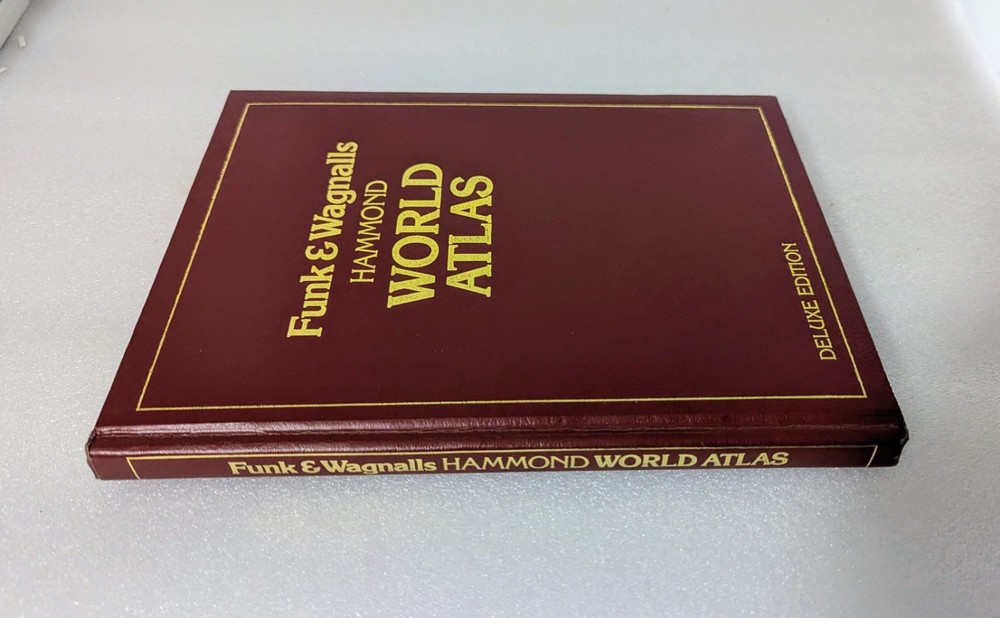 Funk & Wagnalls
HAMMOND
WORLD
ATLAS
DELUXE EDITION
Funk & Wagnalls HAMMOND WORLD ATLAS